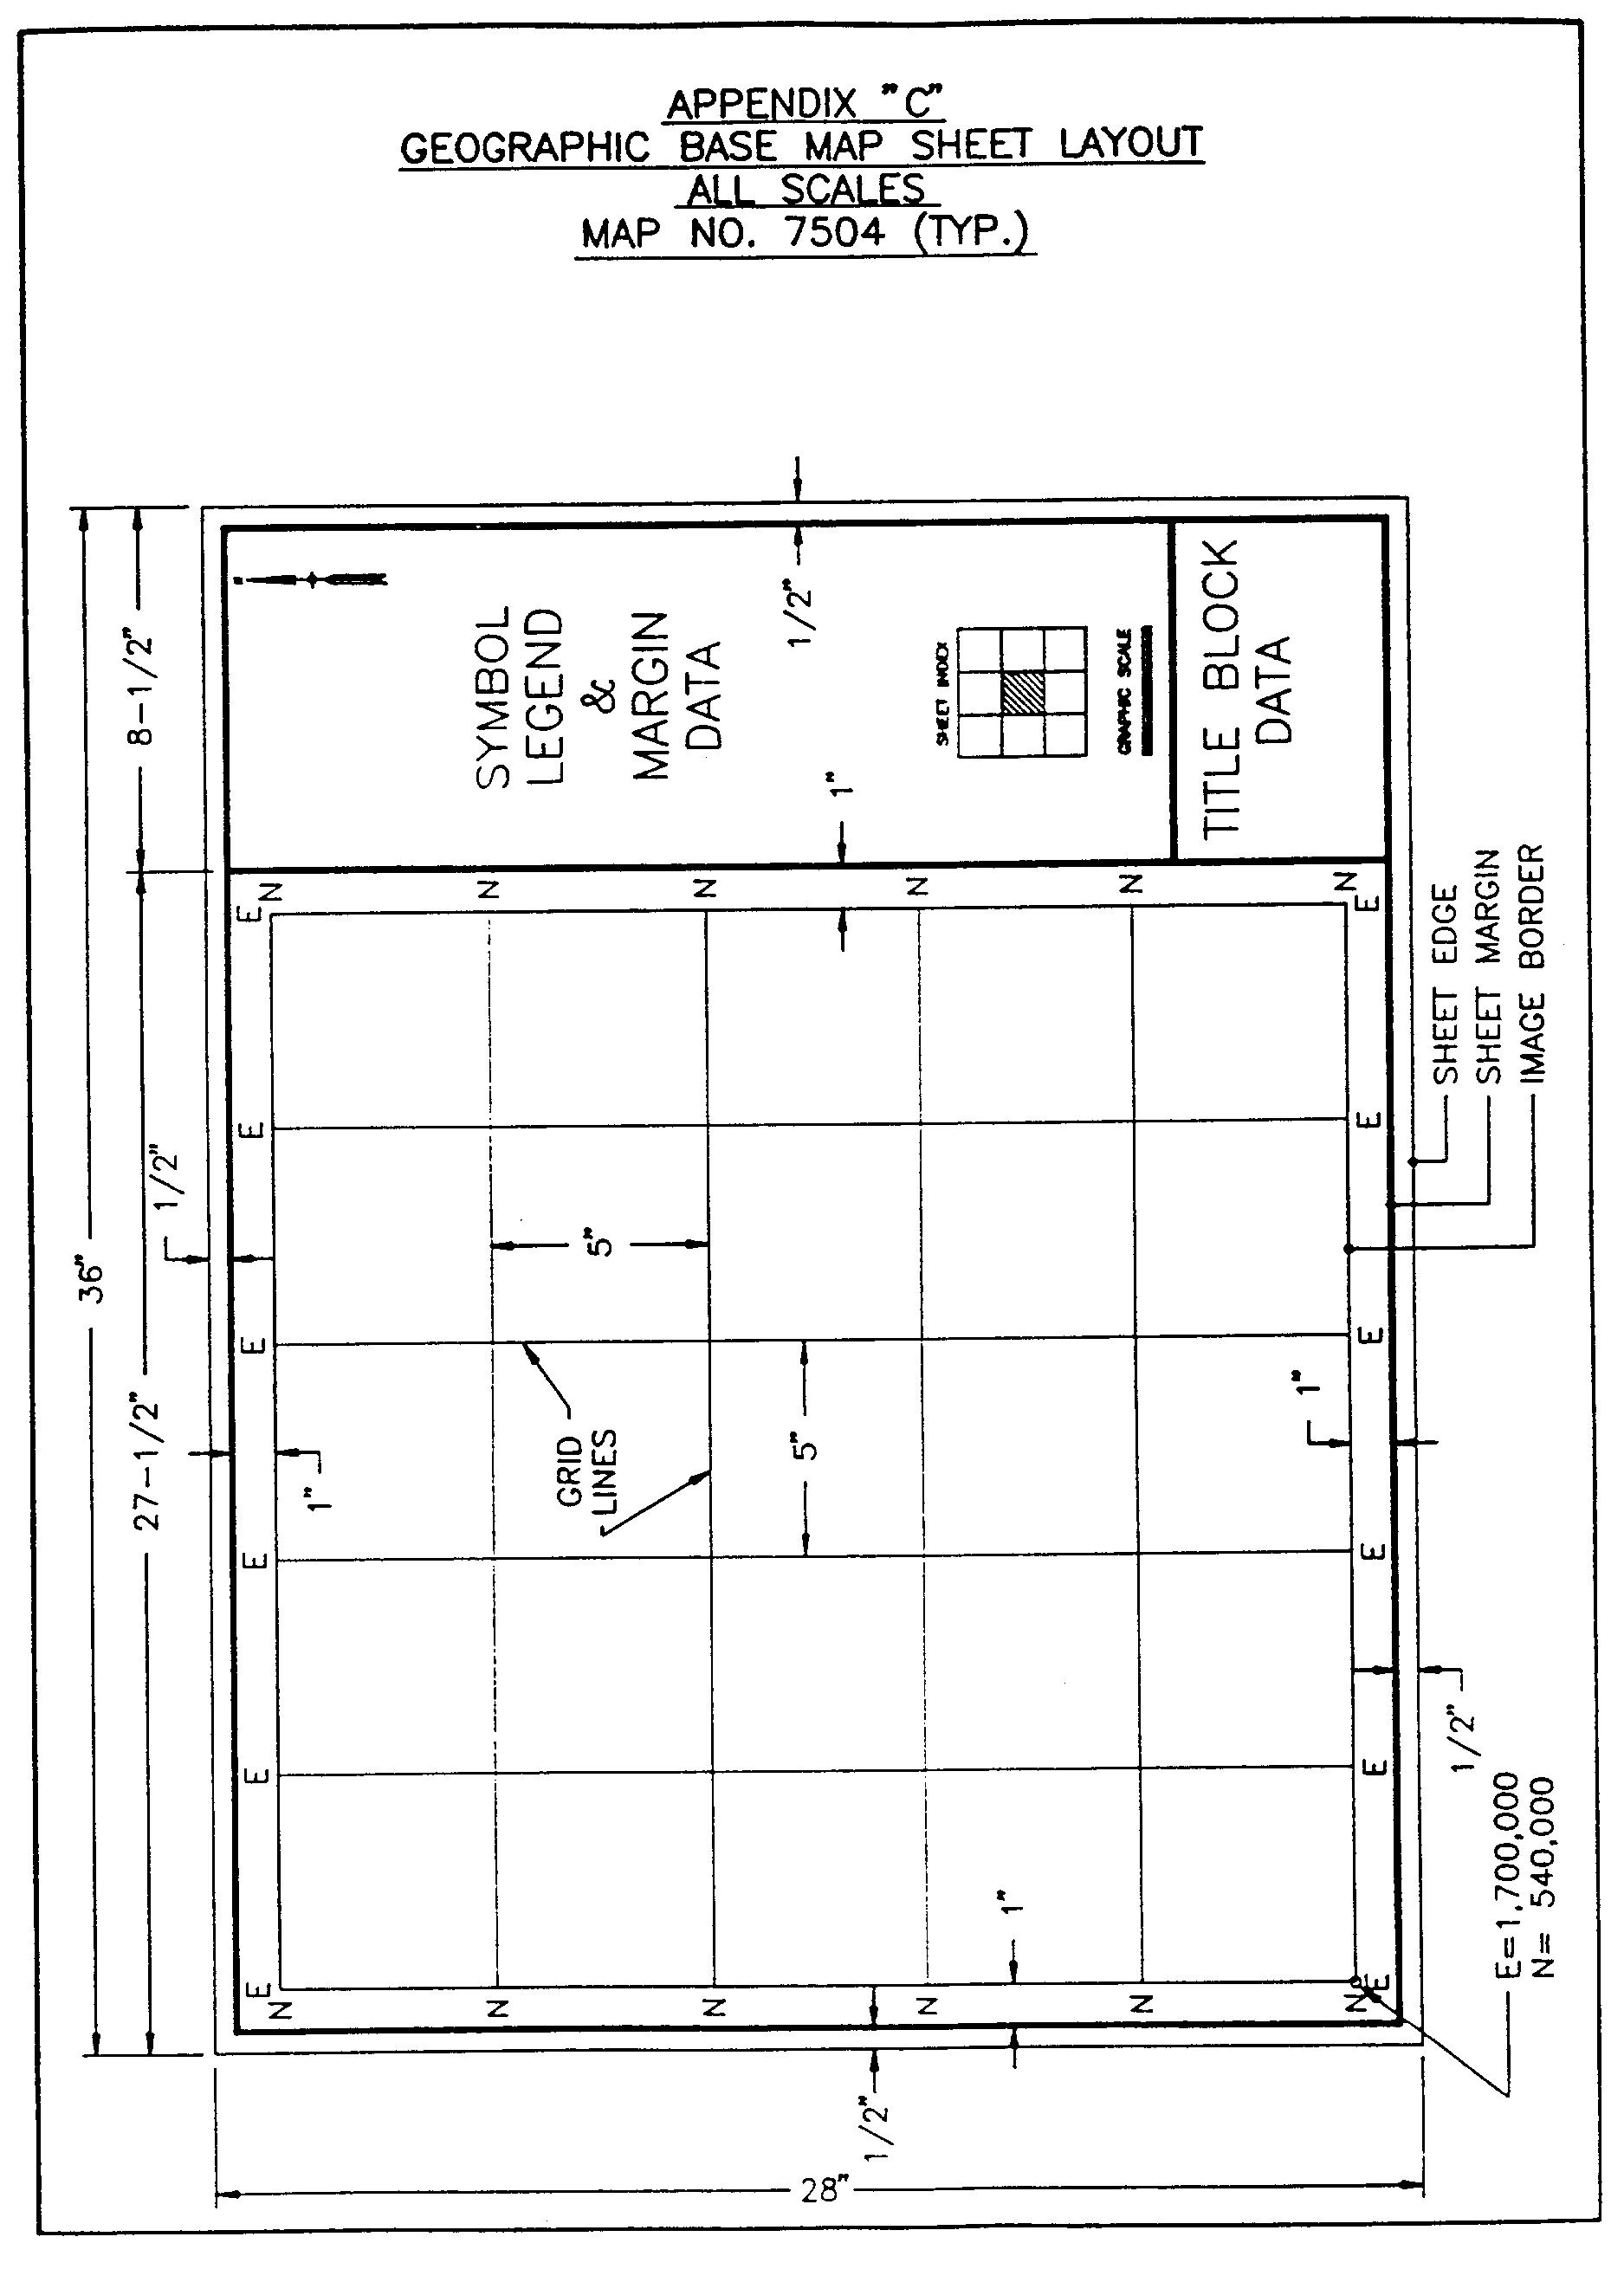 APPENDIX "C"
GEOGRAPHIC BASE MAP SHEET LAYOUT
ALL SCALES
MAP NO. 7504 (TYP.)
36"
27-1/2"
8-1/2"
1/2"
1"
SYMBOL
LEGEND
&
MARGIN
DATA
1/2"
SHEET INDEX
GRAPHIC SCALE
TITLE BLOCK
DATA
1"
E
E
E
E
E
E
N
N
N
N
N
N
5"
5"
GRID
LINES
1"
1"
N
N
N
N
N
N
E
E
E
E
E
E
SHEET EDGE
SHEET MARGIN
IMAGE BORDER
1/2"
1/2"
E=1,700,000
N= 540,000
28"